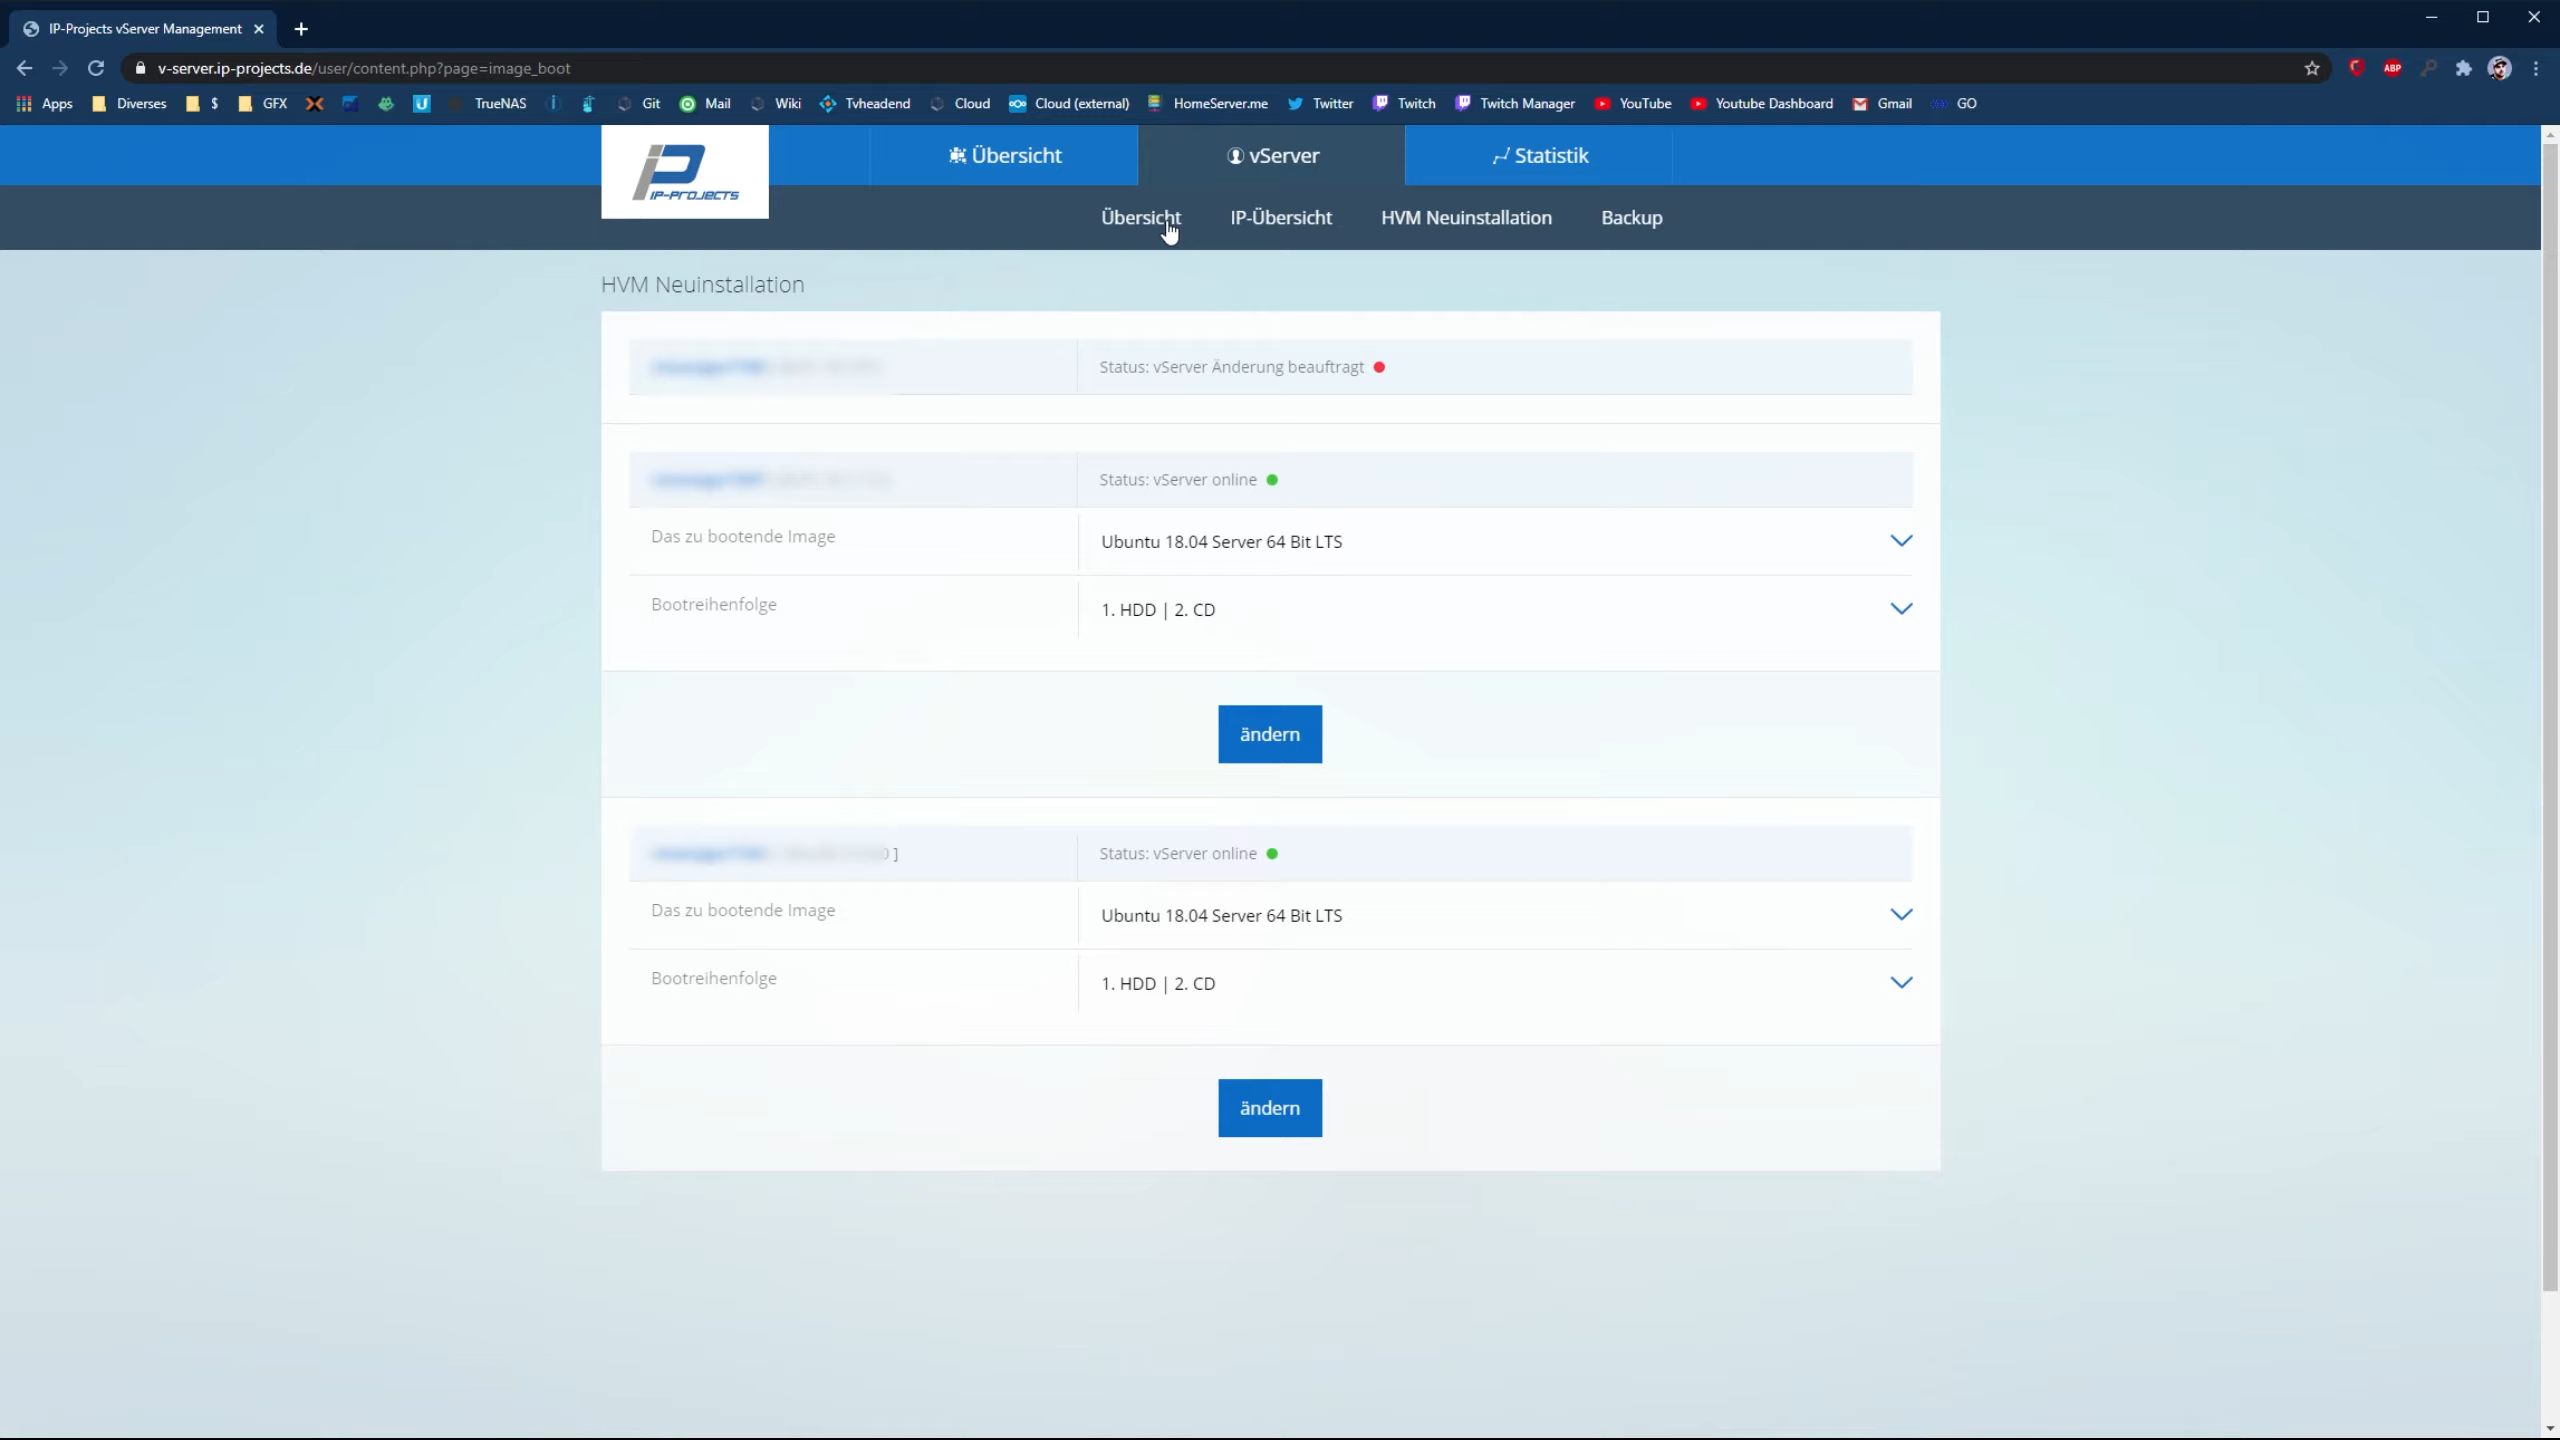 IP-Projects vServer Management
v-server.ip-projects.de/user/content.php?page=image_boot
ABP
Apps Diverses $ GFX TrueNAS Git Mail Wiki Tvheadend Cloud Cloud (external) HomeServer.me Twitter Twitch Twitch Manager YouTube Youtube Dashboard Gmail GO
IP-PROJECTS
Übersicht vServer Statistik
Übersicht IP-Übersicht HVM Neuinstallation Backup
HVM Neuinstallation
Status: vServer Änderung beauftragt
Status: vServer online
Das zu bootende Image Ubuntu 18.04 Server 64 Bit LTS
Bootreihenfolge 1. HDD | 2. CD
ändern
] Status: vServer online
Das zu bootende Image Ubuntu 18.04 Server 64 Bit LTS
Bootreihenfolge 1. HDD | 2. CD
ändern